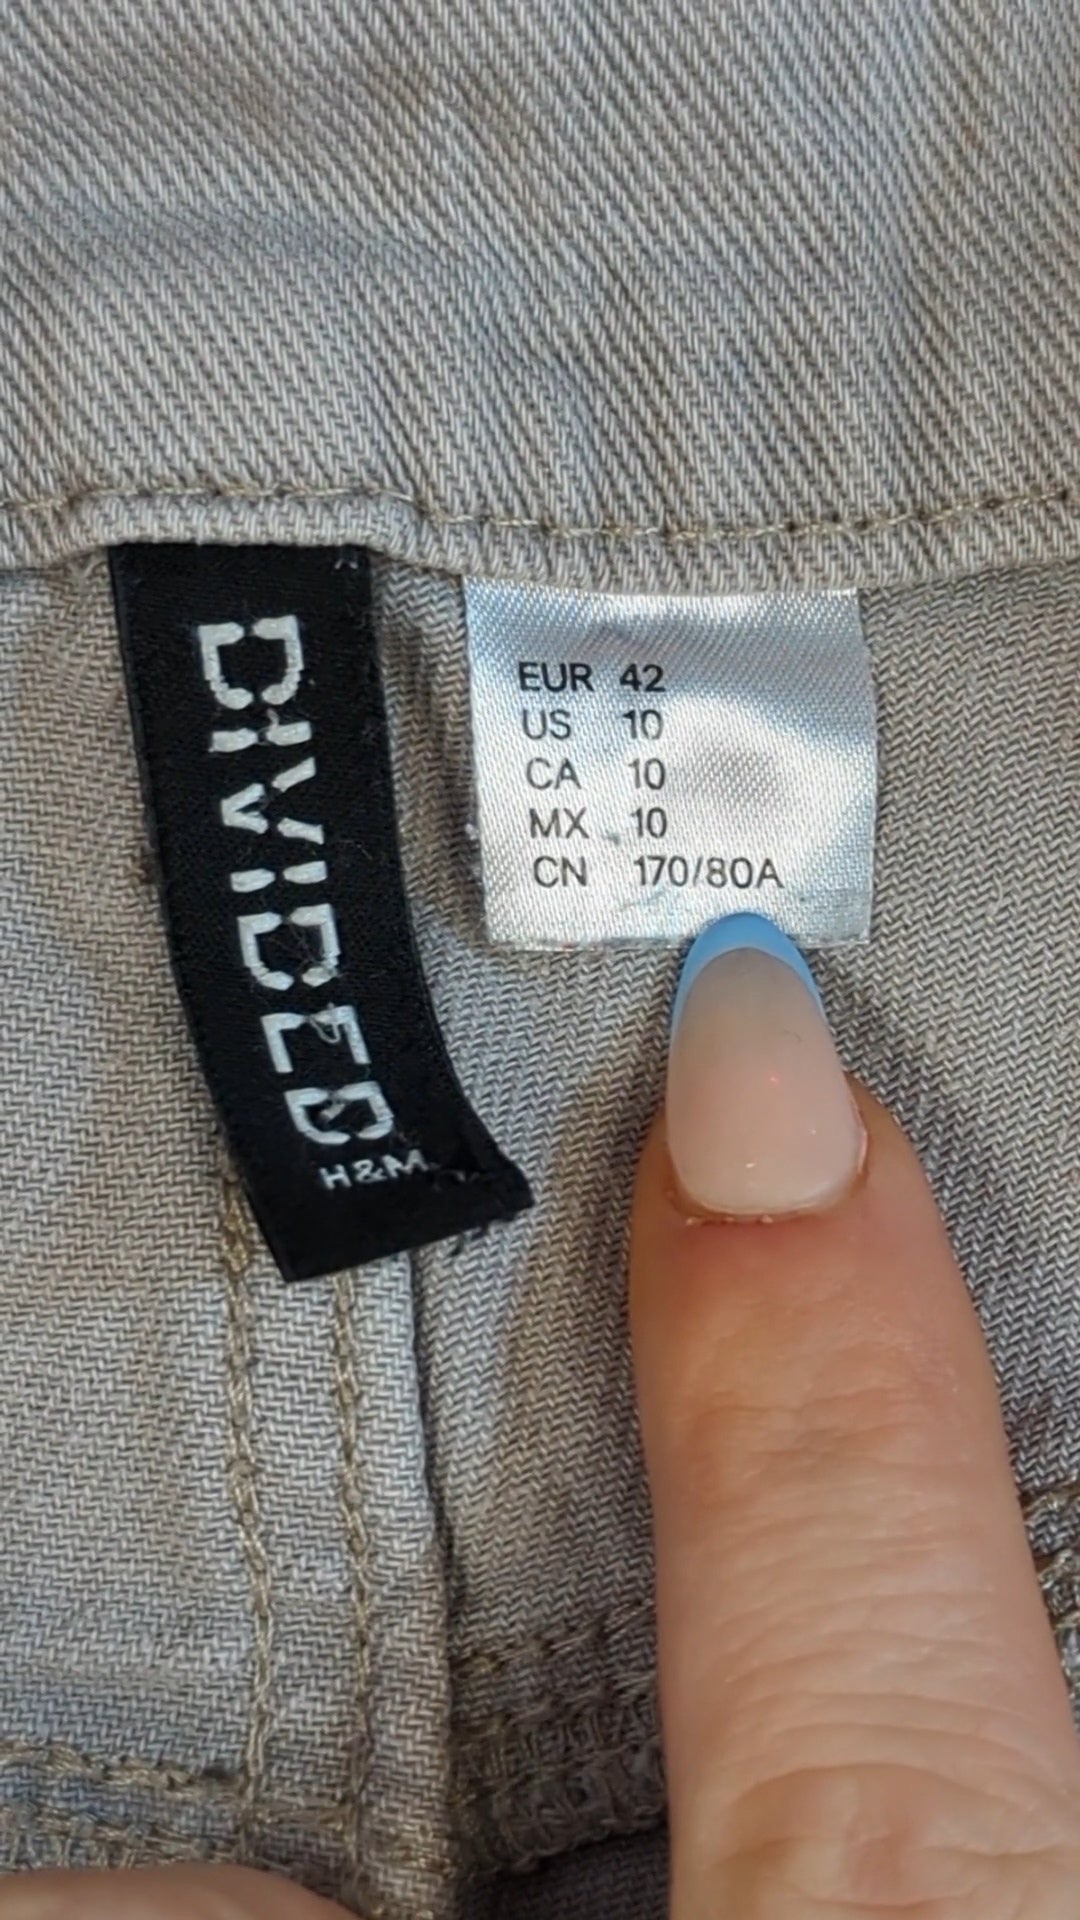 DIVIDED
H&M
EUR 42
US 10
CA 10
MX 10
CN 170/80A